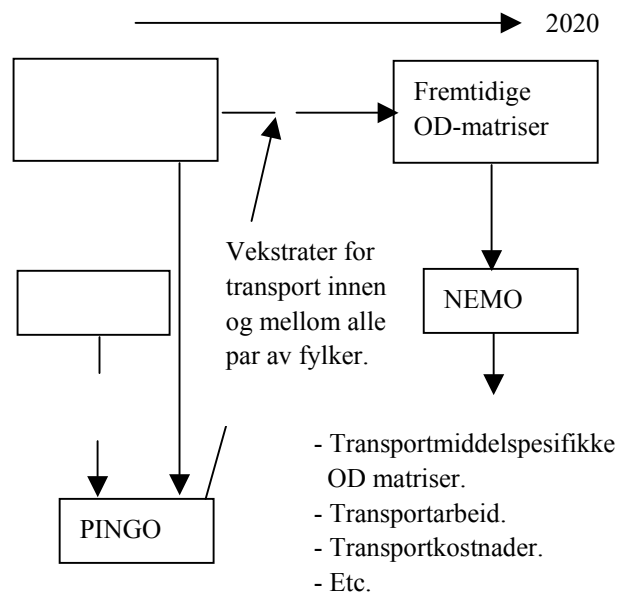 2020
Fremtidige
OD-matriser
Vekstrater for
transport innen
og mellom alle
par av fylker.
NEMO
PINGO
- Transportmiddelspesifikke
OD matriser.
- Transportarbeid.
- Transportkostnader.
- Etc.